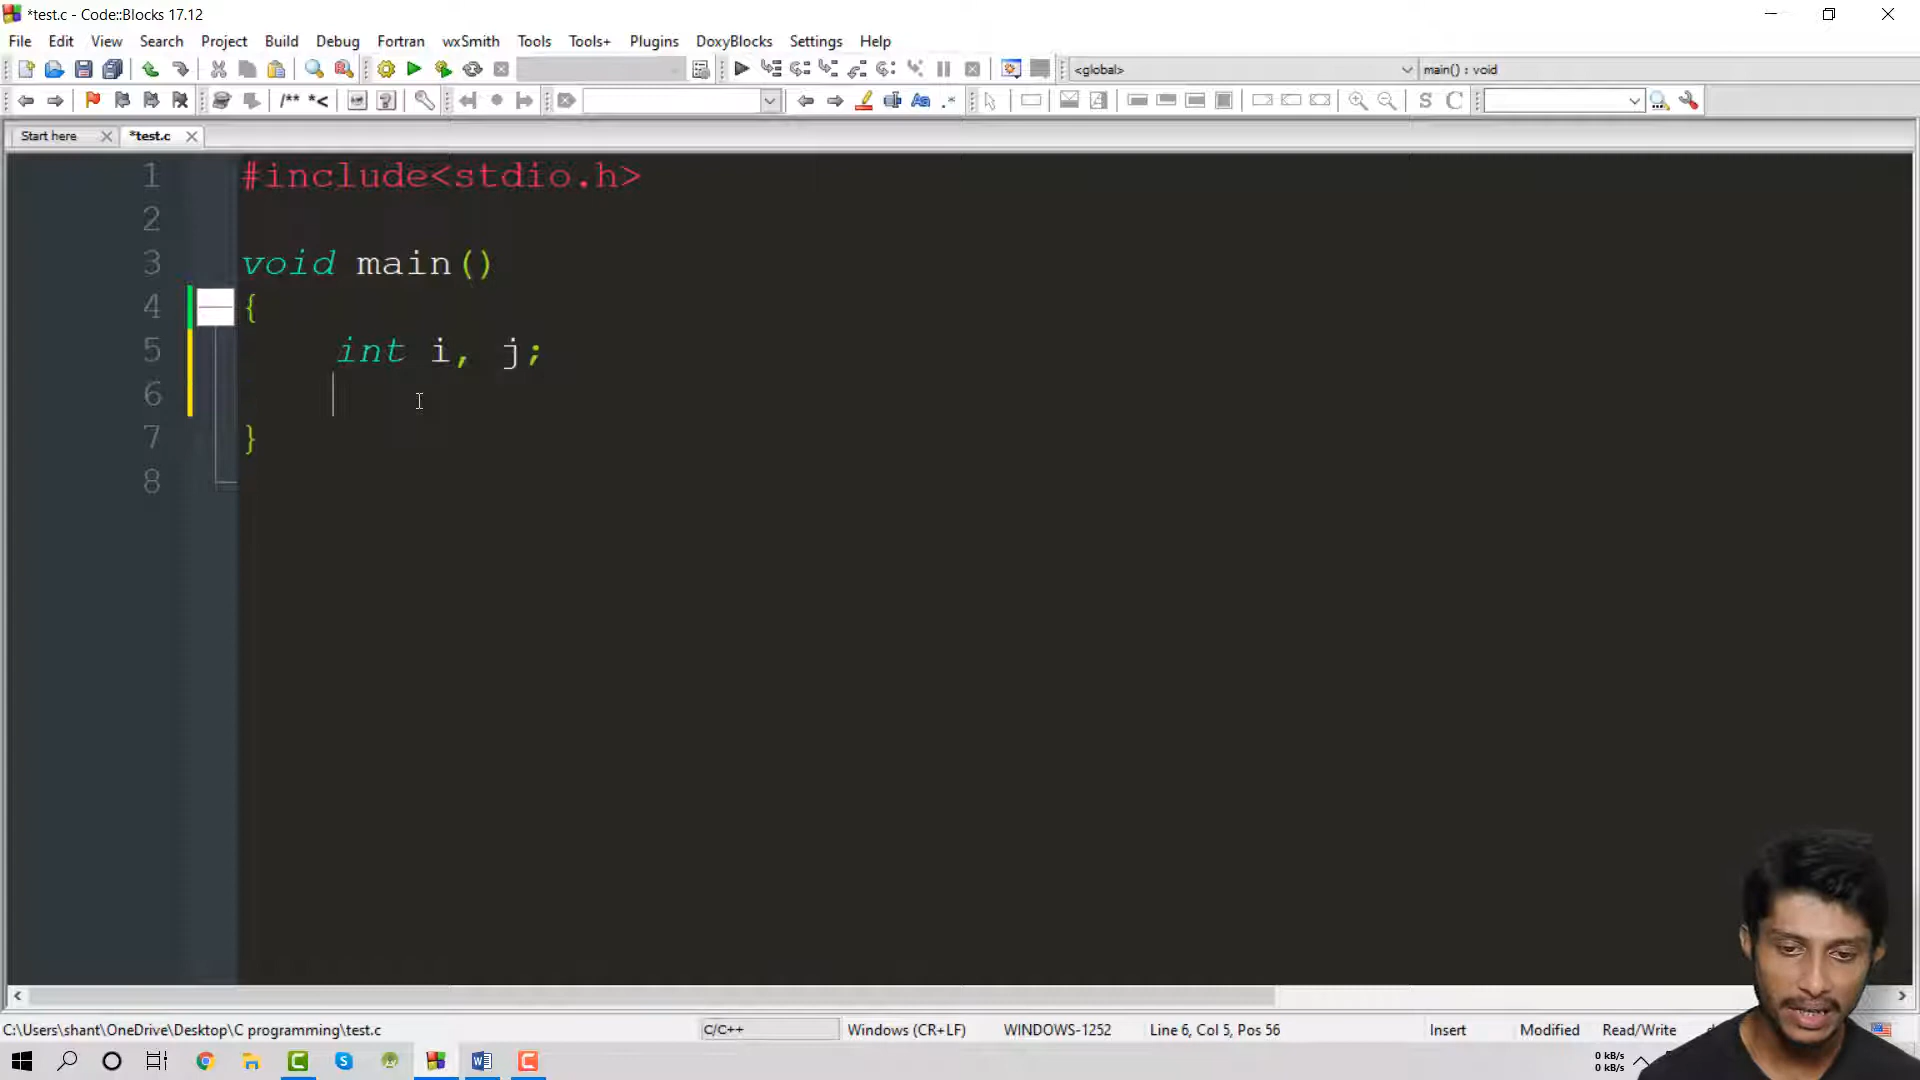 *test.c - Code::Blocks 17.12
File Edit View Search Project Build Debug Fortran wxSmith Tools Tools+ Plugins DoxyBlocks Settings Help
<global> main() : void
/** *< Aa .* S C
Start here *test.c
1 #include<stdio.h>
2
3 void main()
4 {
5 int i, j;
6
7 }
8
C:\Users\shant\OneDrive\Desktop\C programming\test.c C/C++ Windows (CR+LF) WINDOWS-1252 Line 6, Col 5, Pos 56 Insert Modified Read/Write
0 kB/s
0 kB/s